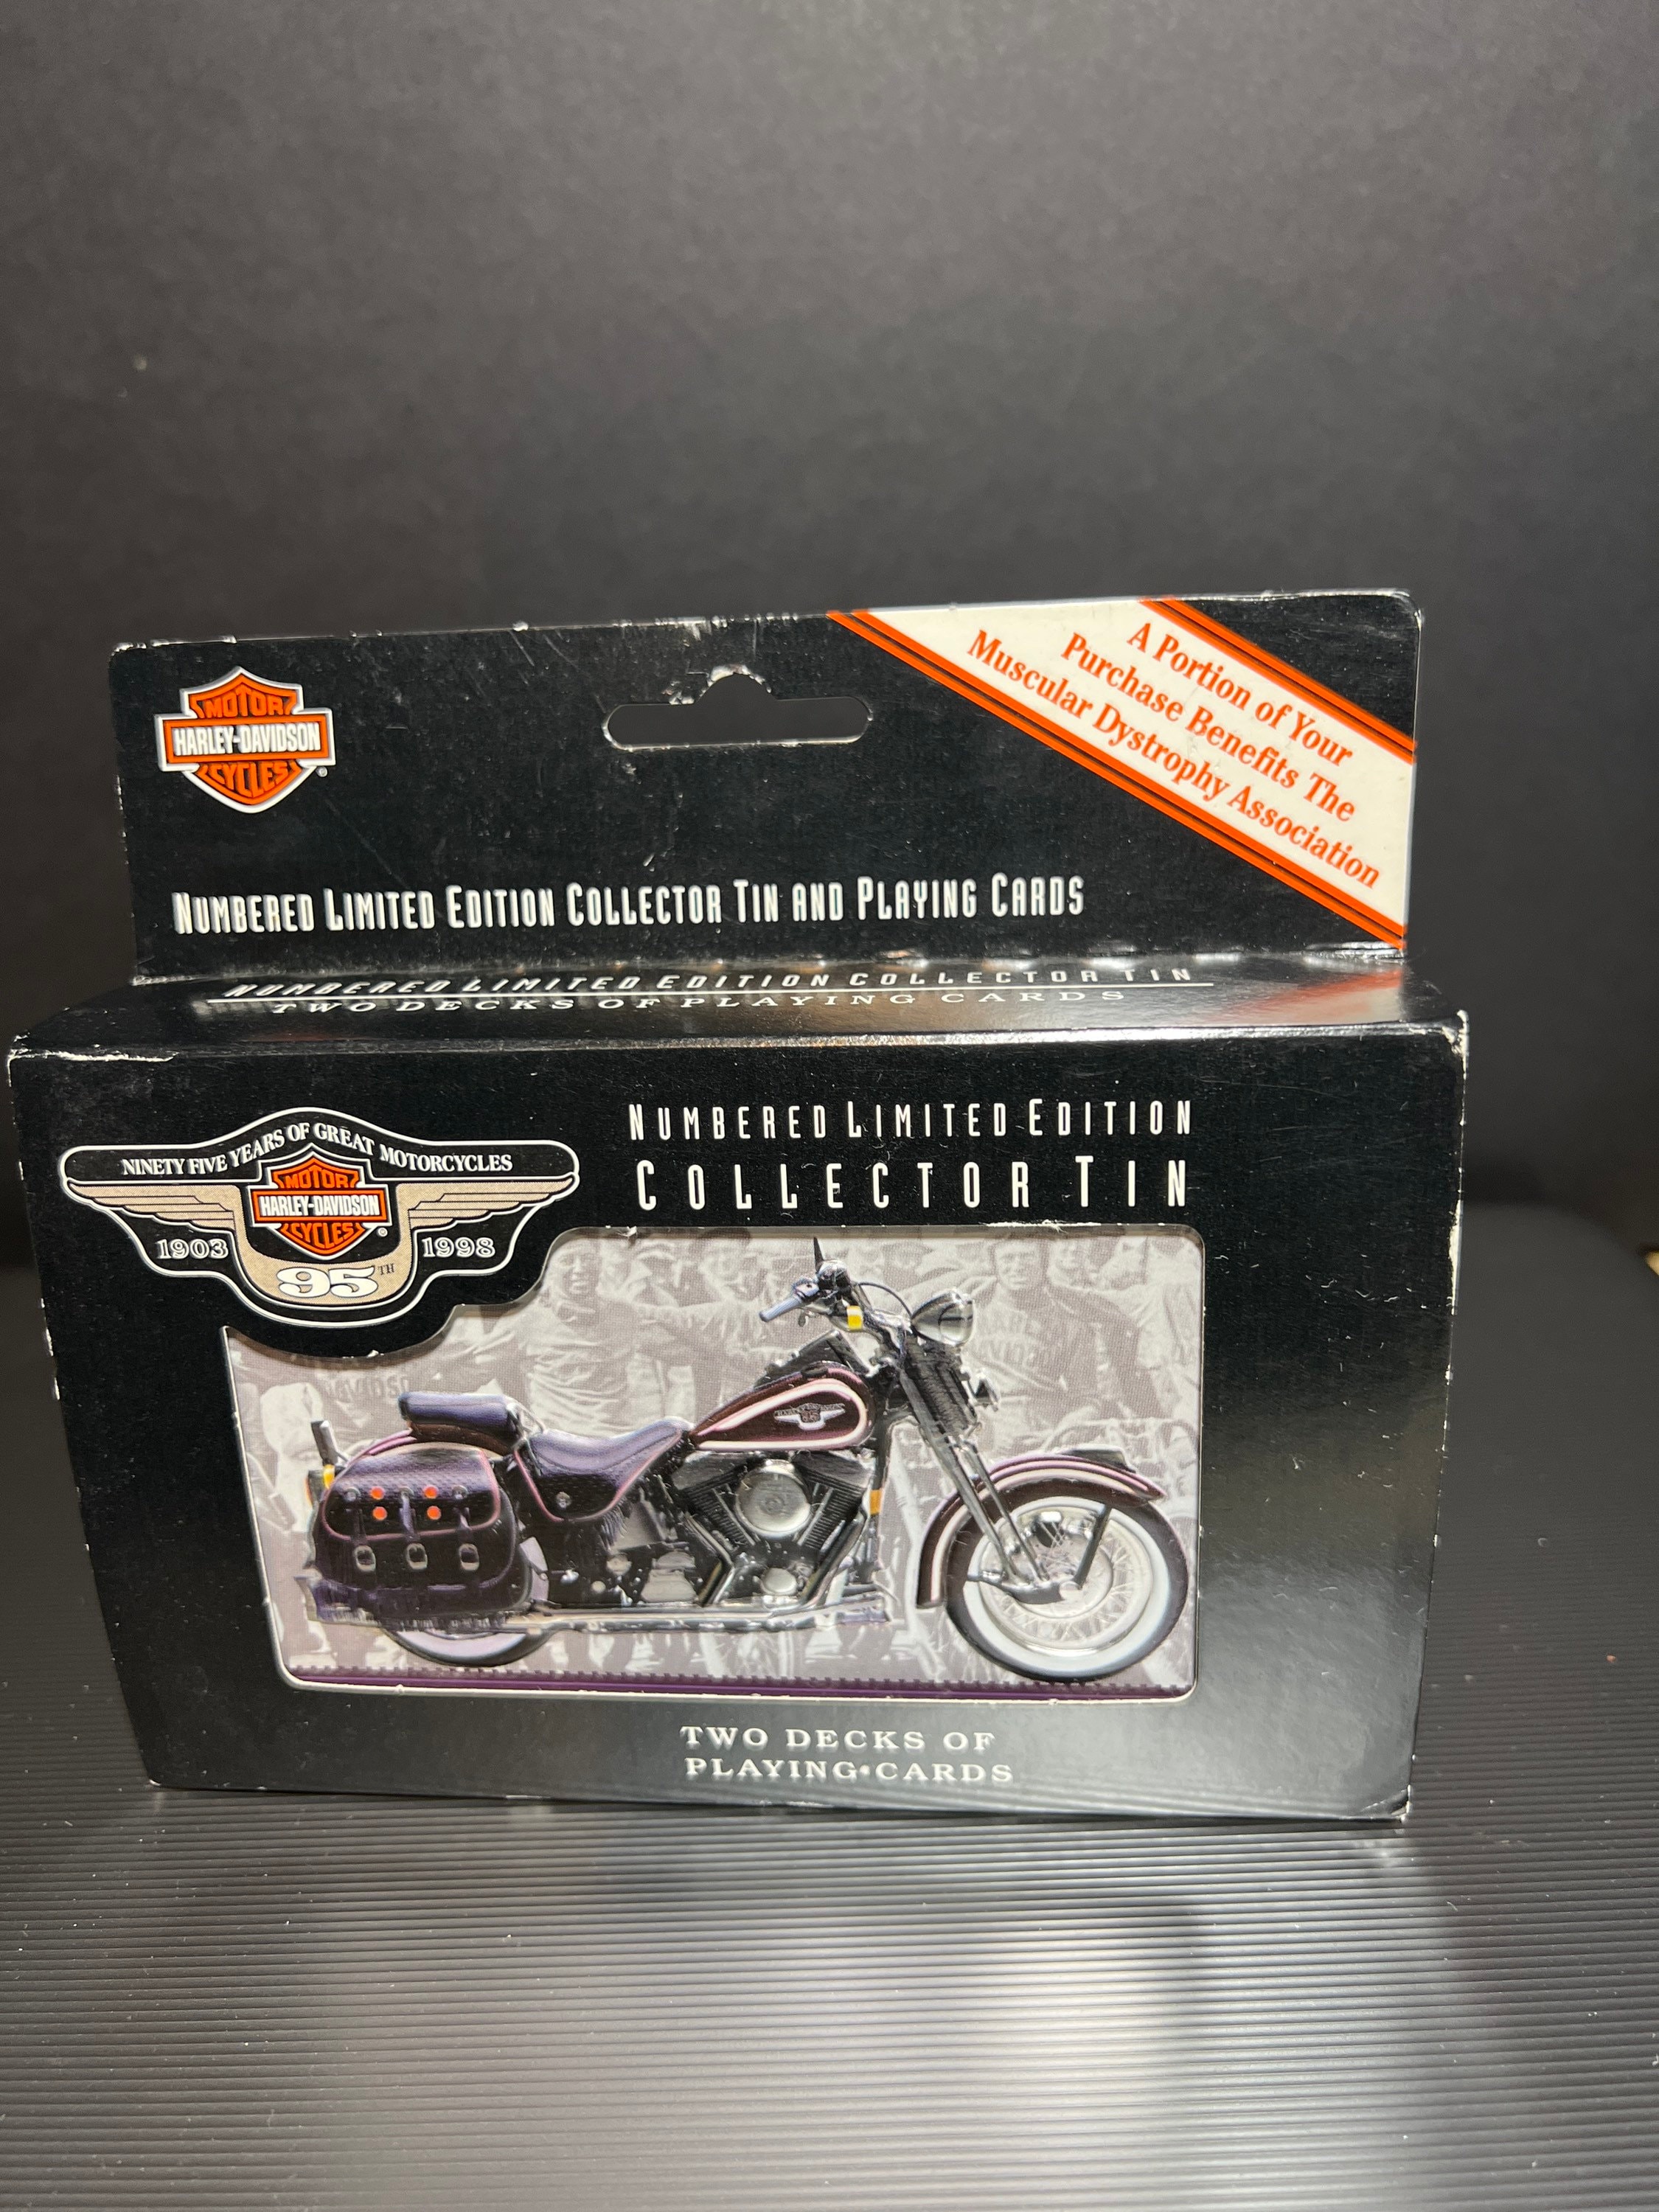 A Portion of Your
Purchase Benefits The
Muscular Dystrophy Association
MOTOR
HARLEY-DAVIDSON
CYCLES
®
NUMBERED LIMITED EDITION COLLECTOR TIN AND PLAYING CARDS
NUMBERED LIMITED EDITION COLLECTOR TIN
TWO DECKS OF PLAYING CARDS
NUMBERED LIMITED EDITION
COLLECTOR TIN
NINETY FIVE YEARS OF GREAT MOTORCYCLES
MOTOR
HARLEY-DAVIDSON
CYCLES
®
1903 1998
95TH
TWO DECKS OF
PLAYING•CARDS